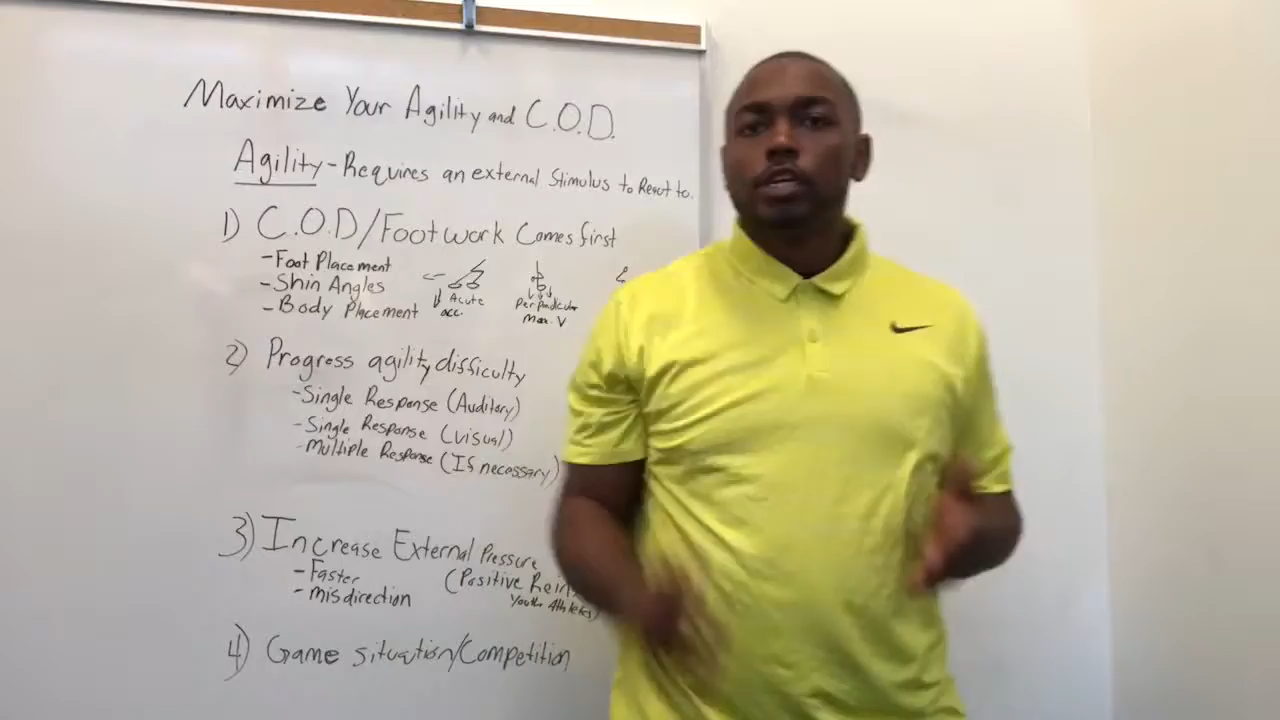 Maximize Your Agility and C.O.D.
Agility - Requires an external Stimulus to React to.
1) C.O.D/Footwork Comes first
- Foot Placement
- Shin Angles
- Body Placement
Acute
acc.
Perpendicular
Max. V
2) Progress agility difficulty
- Single Response (Auditory)
- Single Response (visual)
- Multiple Response (If necessary)
3) Increase External Pressure
- Faster
- misdirection
(Positive
Youth Athletes)
4) Game situation/Competition